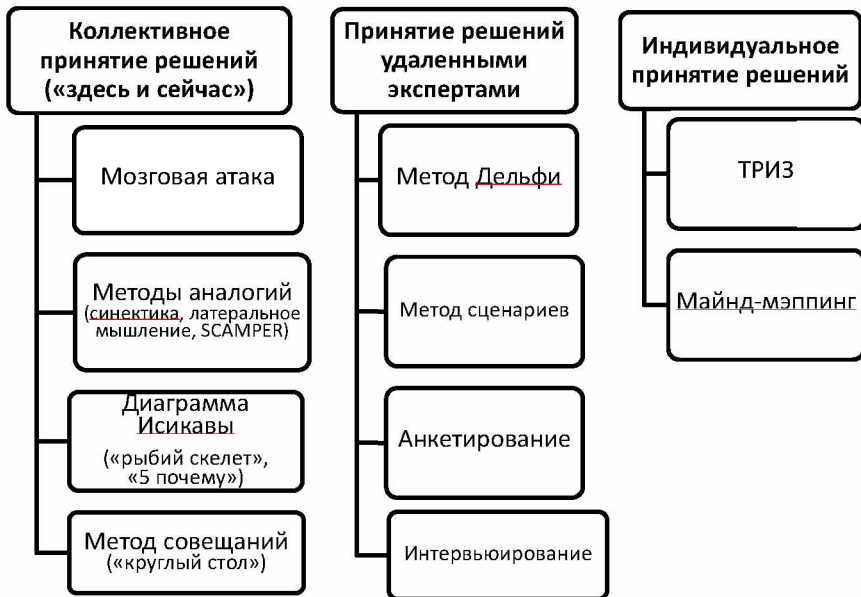 Коллективное
принятие решений
(«здесь и сейчас»)
Мозговая атака
Методы аналогий
(синектика, латеральное
мышление, SCAMPER)
Диаграмма
Исикавы
(«рыбий скелет»,
«5 почему»)
Метод совещаний
(«круглый стол»)
Принятие решений
удаленными
экспертами
Метод Дельфи
Метод сценариев
Анкетирование
Интервьюирование
Индивидуальное
принятие решений
ТРИЗ
Майнд-мэппинг